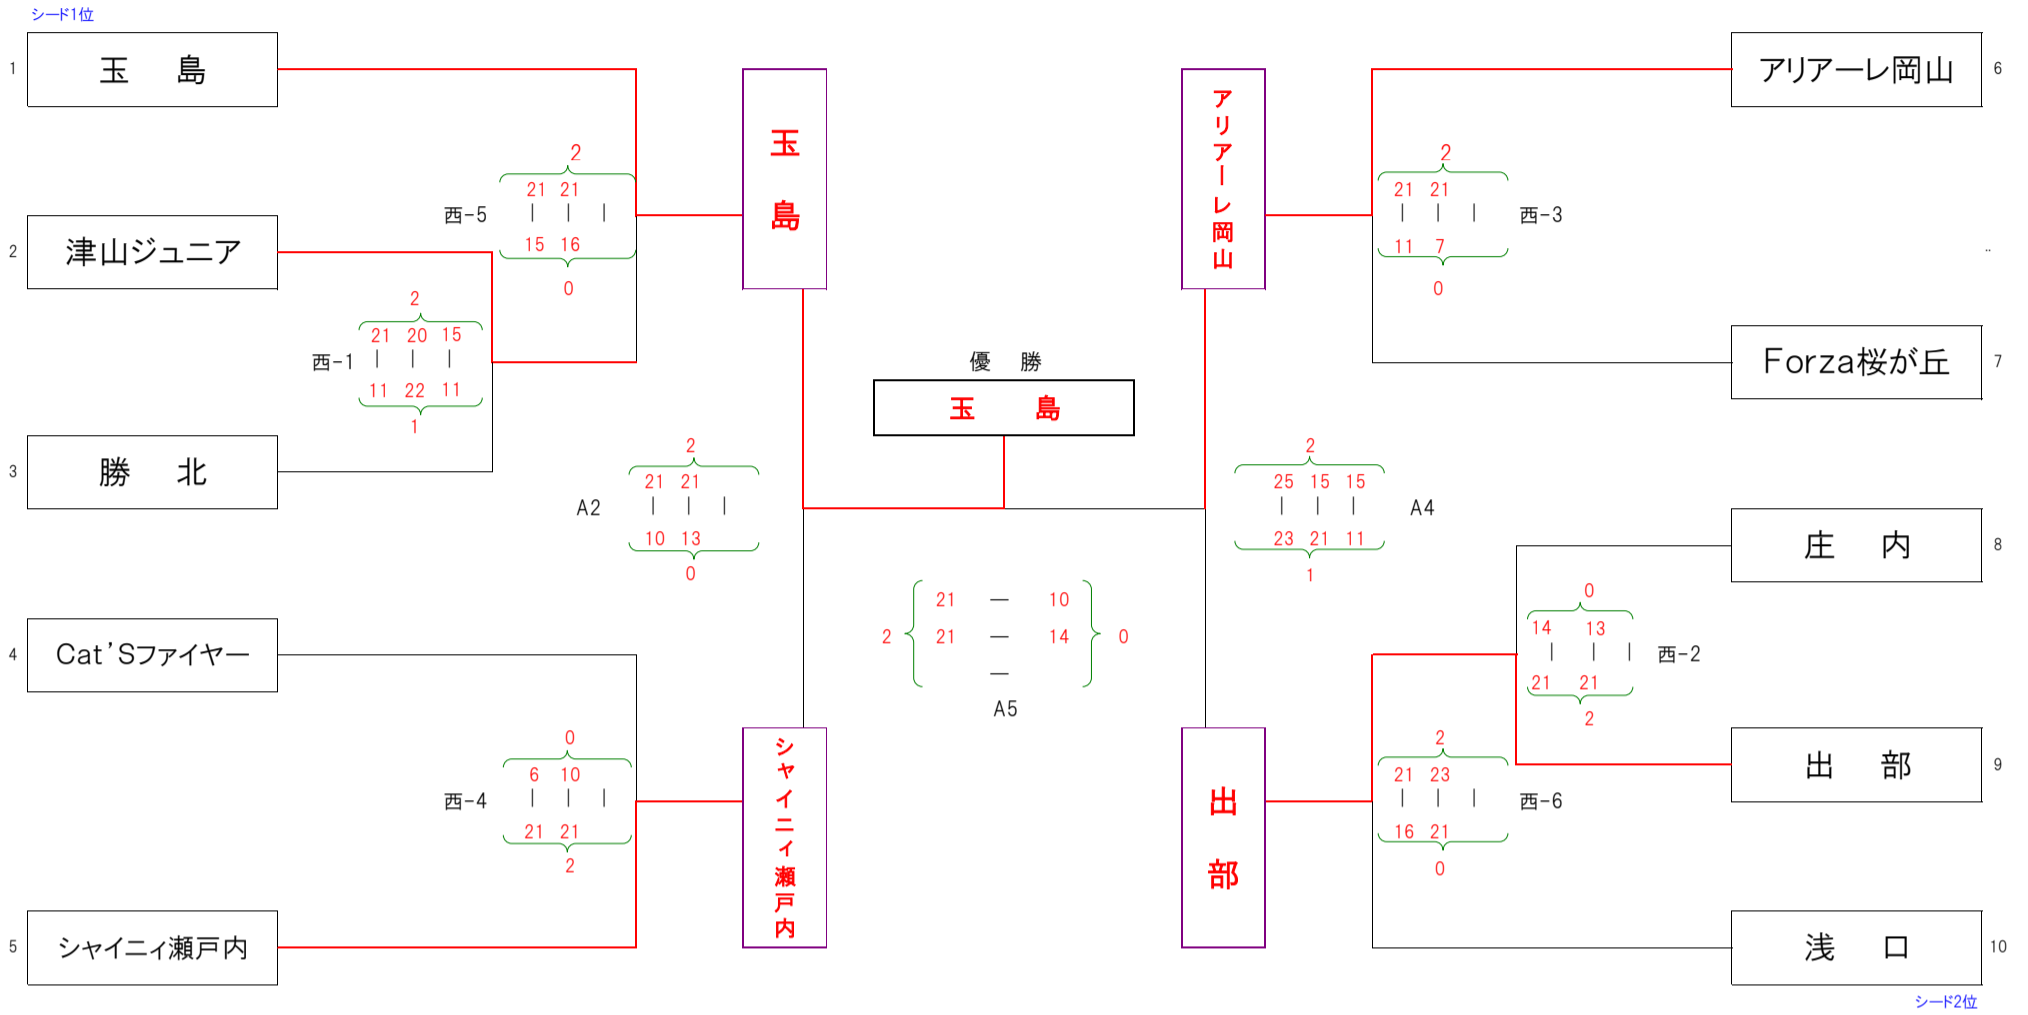 シード1位
1
玉 島
2
津山ジュニア
3
勝 北
4
Cat'Sファイヤー
5
シャイニィ瀬戸内
西-1
2
21 20 15
| | |
11 22 11
1
西-5
2
21 21
| | |
15 16
0
西-4
0
6 10
| | |
21 21
2
玉島
シャイニィ瀬戸内
A2
2
21 21
| | |
10 13
0
優 勝
玉 島
2
21 — 10
21 — 14
—
0
A5
アリアーレ岡山
出部
2
25 15 15
| | |
23 21 11
1
A4
2
21 21
| | |
11 7
0
西-3
0
14 13
| | |
21 21
2
西-2
2
21 23
| | |
16 21
0
西-6
アリアーレ岡山
6
..
Forza桜が丘
7
庄 内
8
出 部
9
浅 口
10
シード2位